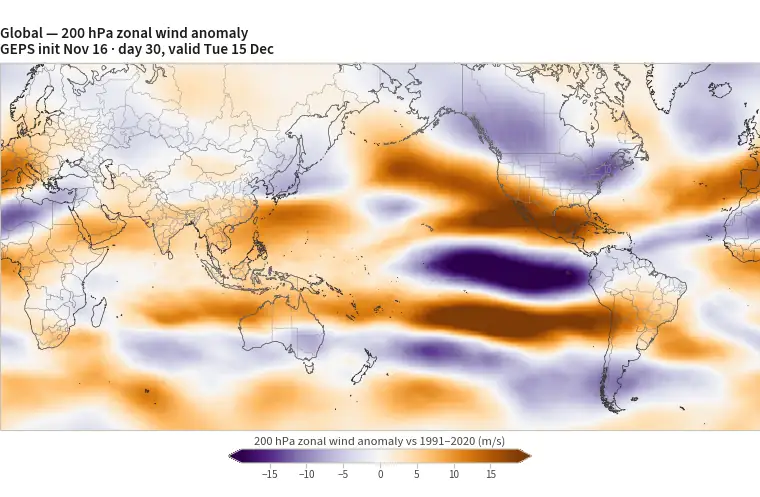 Global — 200 hPa zonal wind anomaly
GEPS init Nov 16 · day 30, valid Tue 15 Dec
200 hPa zonal wind anomaly vs 1991–2020 (m/s)
−15 −10 −5 0 5 10 15